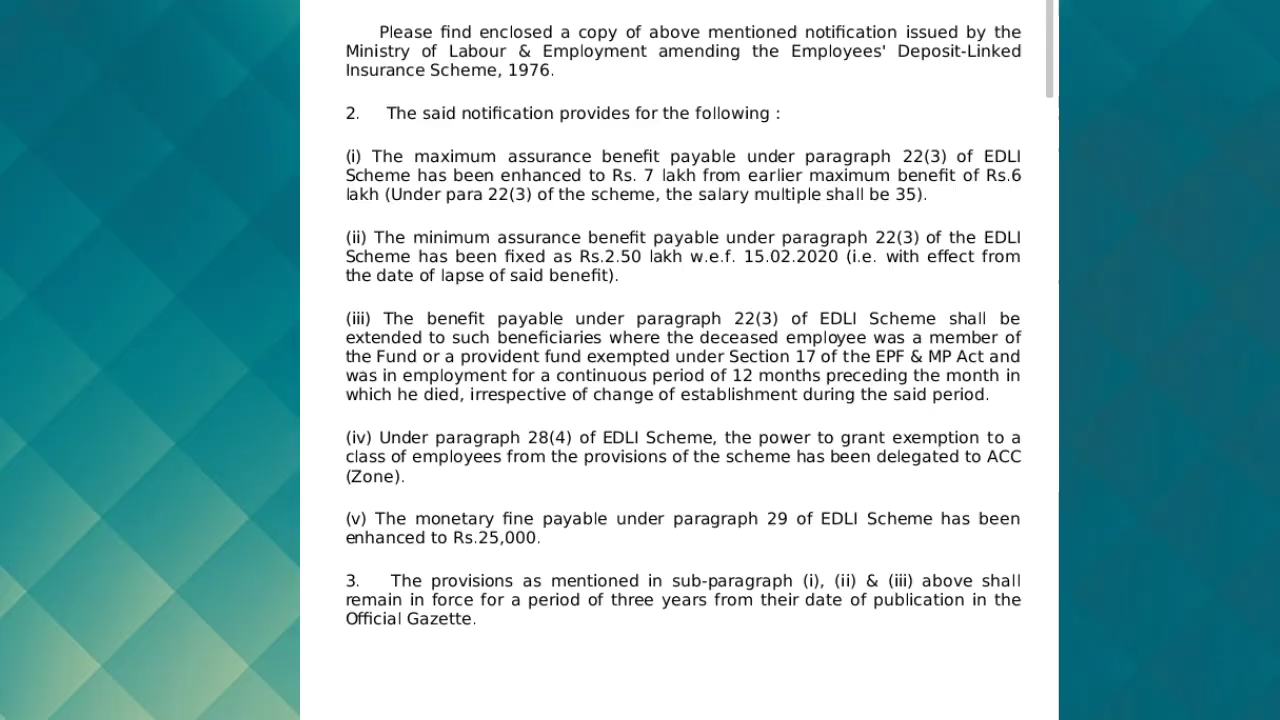 Please find enclosed a copy of above mentioned notification issued by the
Ministry of Labour & Employment amending the Employees' Deposit-Linked
Insurance Scheme, 1976.
2. The said notification provides for the following :
(i) The maximum assurance benefit payable under paragraph 22(3) of EDLI
Scheme has been enhanced to Rs. 7 lakh from earlier maximum benefit of Rs.6
lakh (Under para 22(3) of the scheme, the salary multiple shall be 35).
(ii) The minimum assurance benefit payable under paragraph 22(3) of the EDLI
Scheme has been fixed as Rs.2.50 lakh w.e.f. 15.02.2020 (i.e. with effect from
the date of lapse of said benefit).
(iii) The benefit payable under paragraph 22(3) of EDLI Scheme shall be
extended to such beneficiaries where the deceased employee was a member of
the Fund or a provident fund exempted under Section 17 of the EPF & MP Act and
was in employment for a continuous period of 12 months preceding the month in
which he died, irrespective of change of establishment during the said period.
(iv) Under paragraph 28(4) of EDLI Scheme, the power to grant exemption to a
class of employees from the provisions of the scheme has been delegated to ACC
(Zone).
(v) The monetary fine payable under paragraph 29 of EDLI Scheme has been
enhanced to Rs.25,000.
3. The provisions as mentioned in sub-paragraph (i), (ii) & (iii) above shall
remain in force for a period of three years from their date of publication in the
Official Gazette.